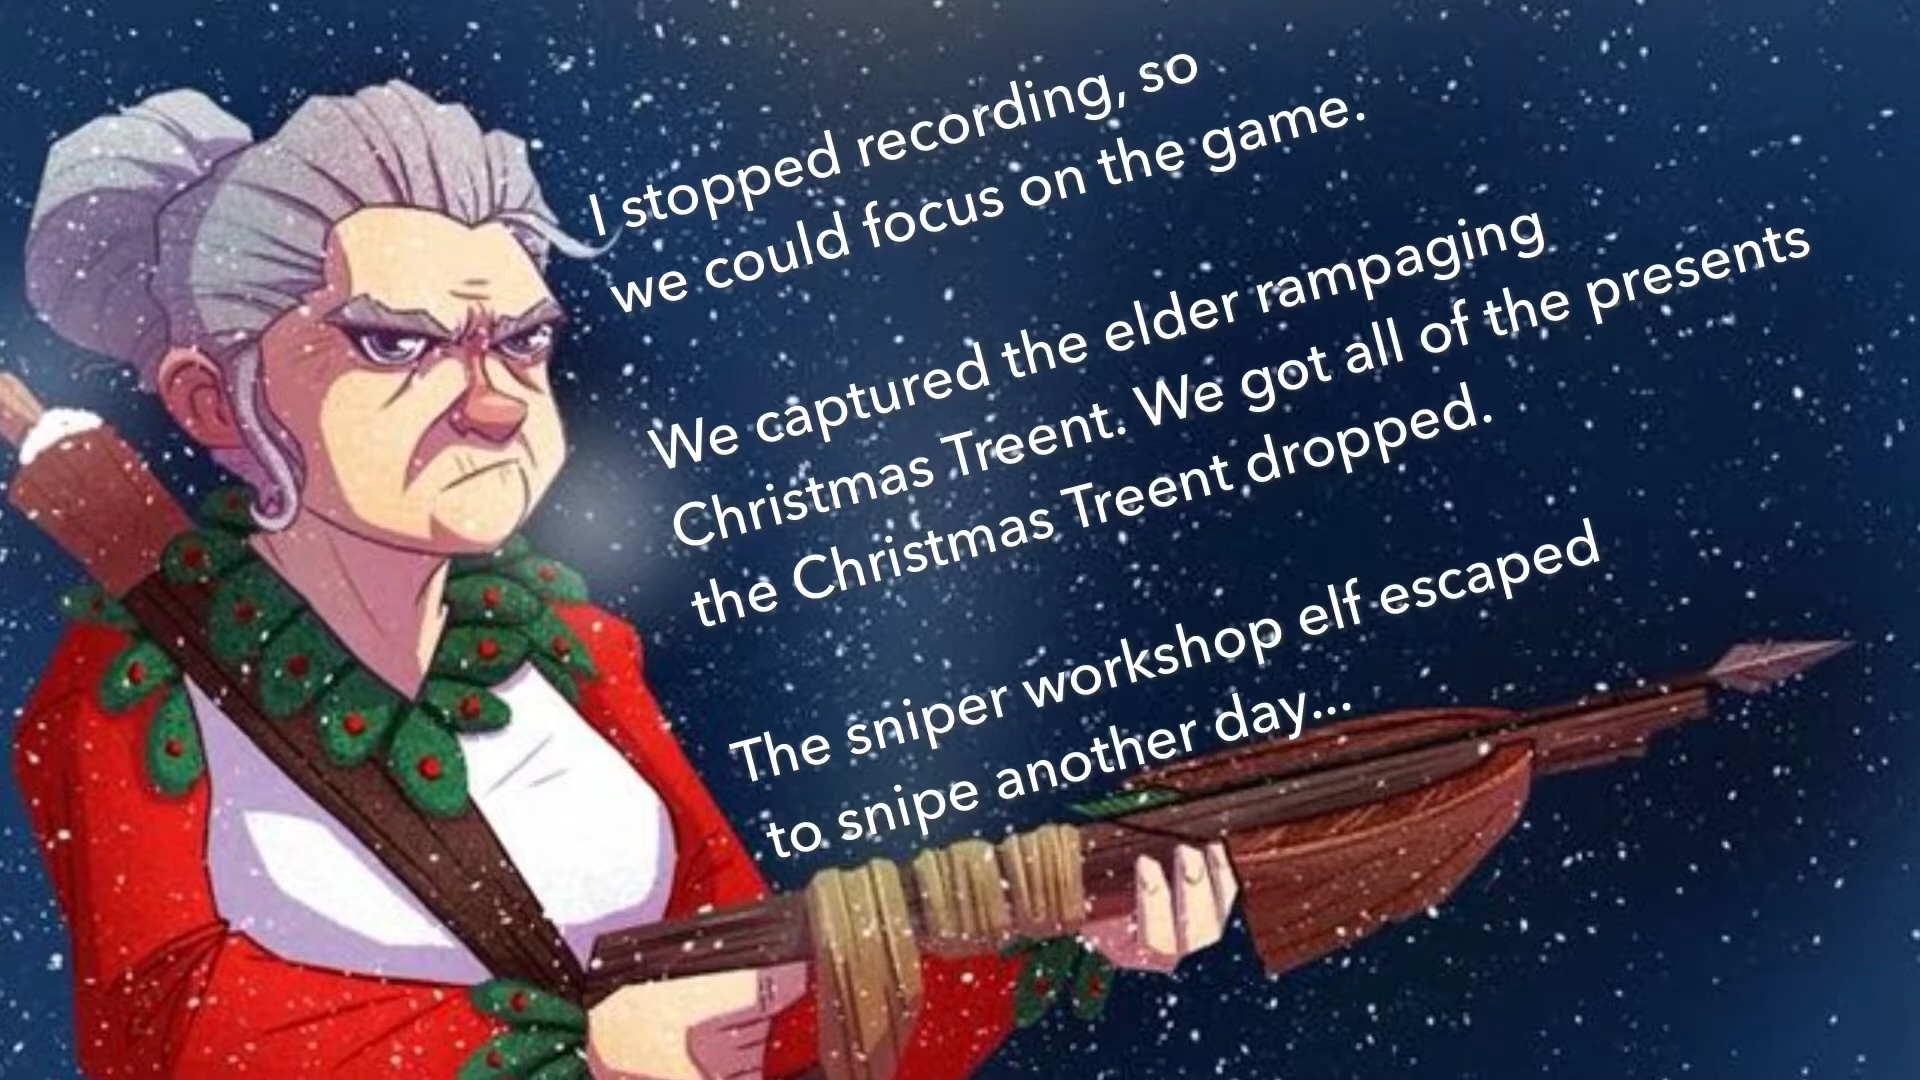 I stopped recording, so
we could focus on the game.
We captured the elder rampaging
Christmas Treent. We got all of the presents
the Christmas Treent dropped.
The sniper workshop elf escaped
to snipe another day...